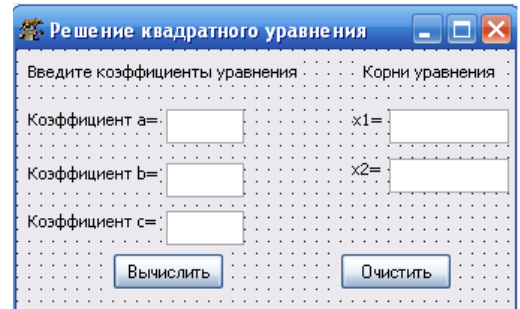 Решение квадратного уравнения
Введите коэффициенты уравнения
Корни уравнения
Коэффициент a=
x1=
Коэффициент b=
x2=
Коэффициент c=
Вычислить
Очистить